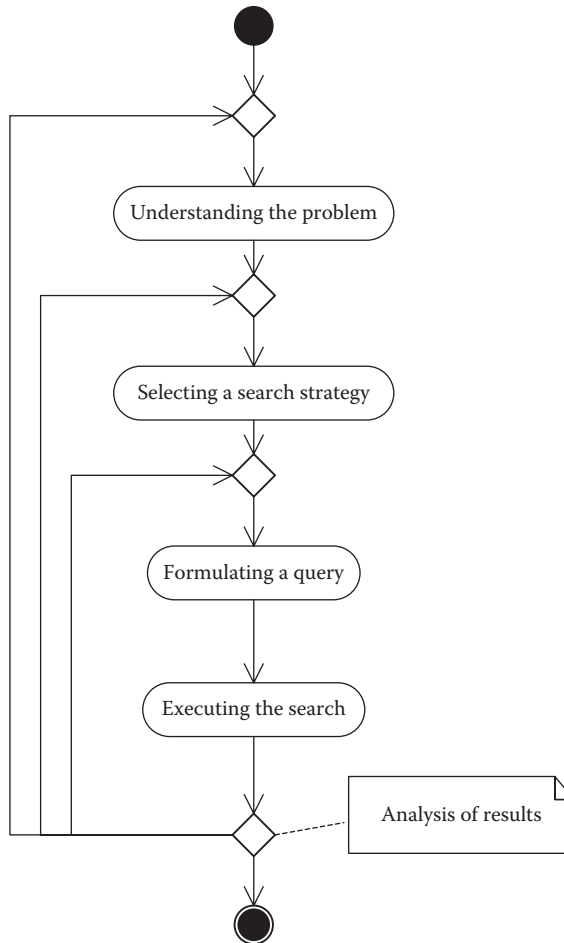 Understanding the problem
Selecting a search strategy
Formulating a query
Executing the search
Analysis of results